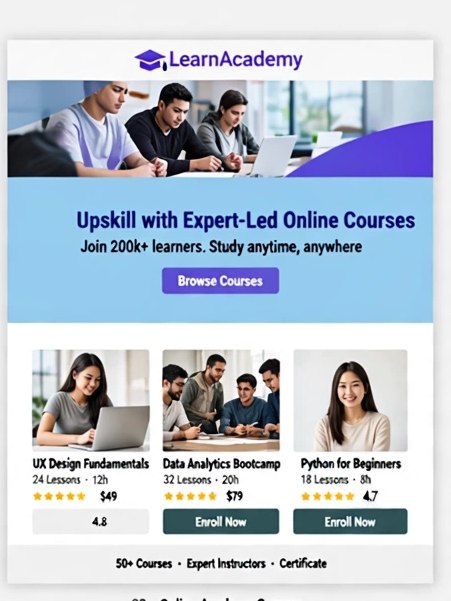 LearnAcademy
Upskill with Expert-Led Online Courses
Join 200k+ learners. Study anytime, anywhere
Browse Courses
UX Design Fundamentals
24 Lessons · 12h
$49
4.8
Data Analytics Bootcamp
32 Lessons · 20h
$79
Enroll Now
Python for Beginners
18 Lessons · 8h
4.7
Enroll Now
50+ Courses · Expert Instructors · Certificate